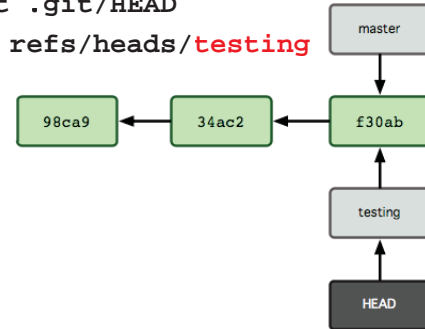 t .git/HEAD
refs/heads/testing
master
98ca9
34ac2
f30ab
testing
HEAD